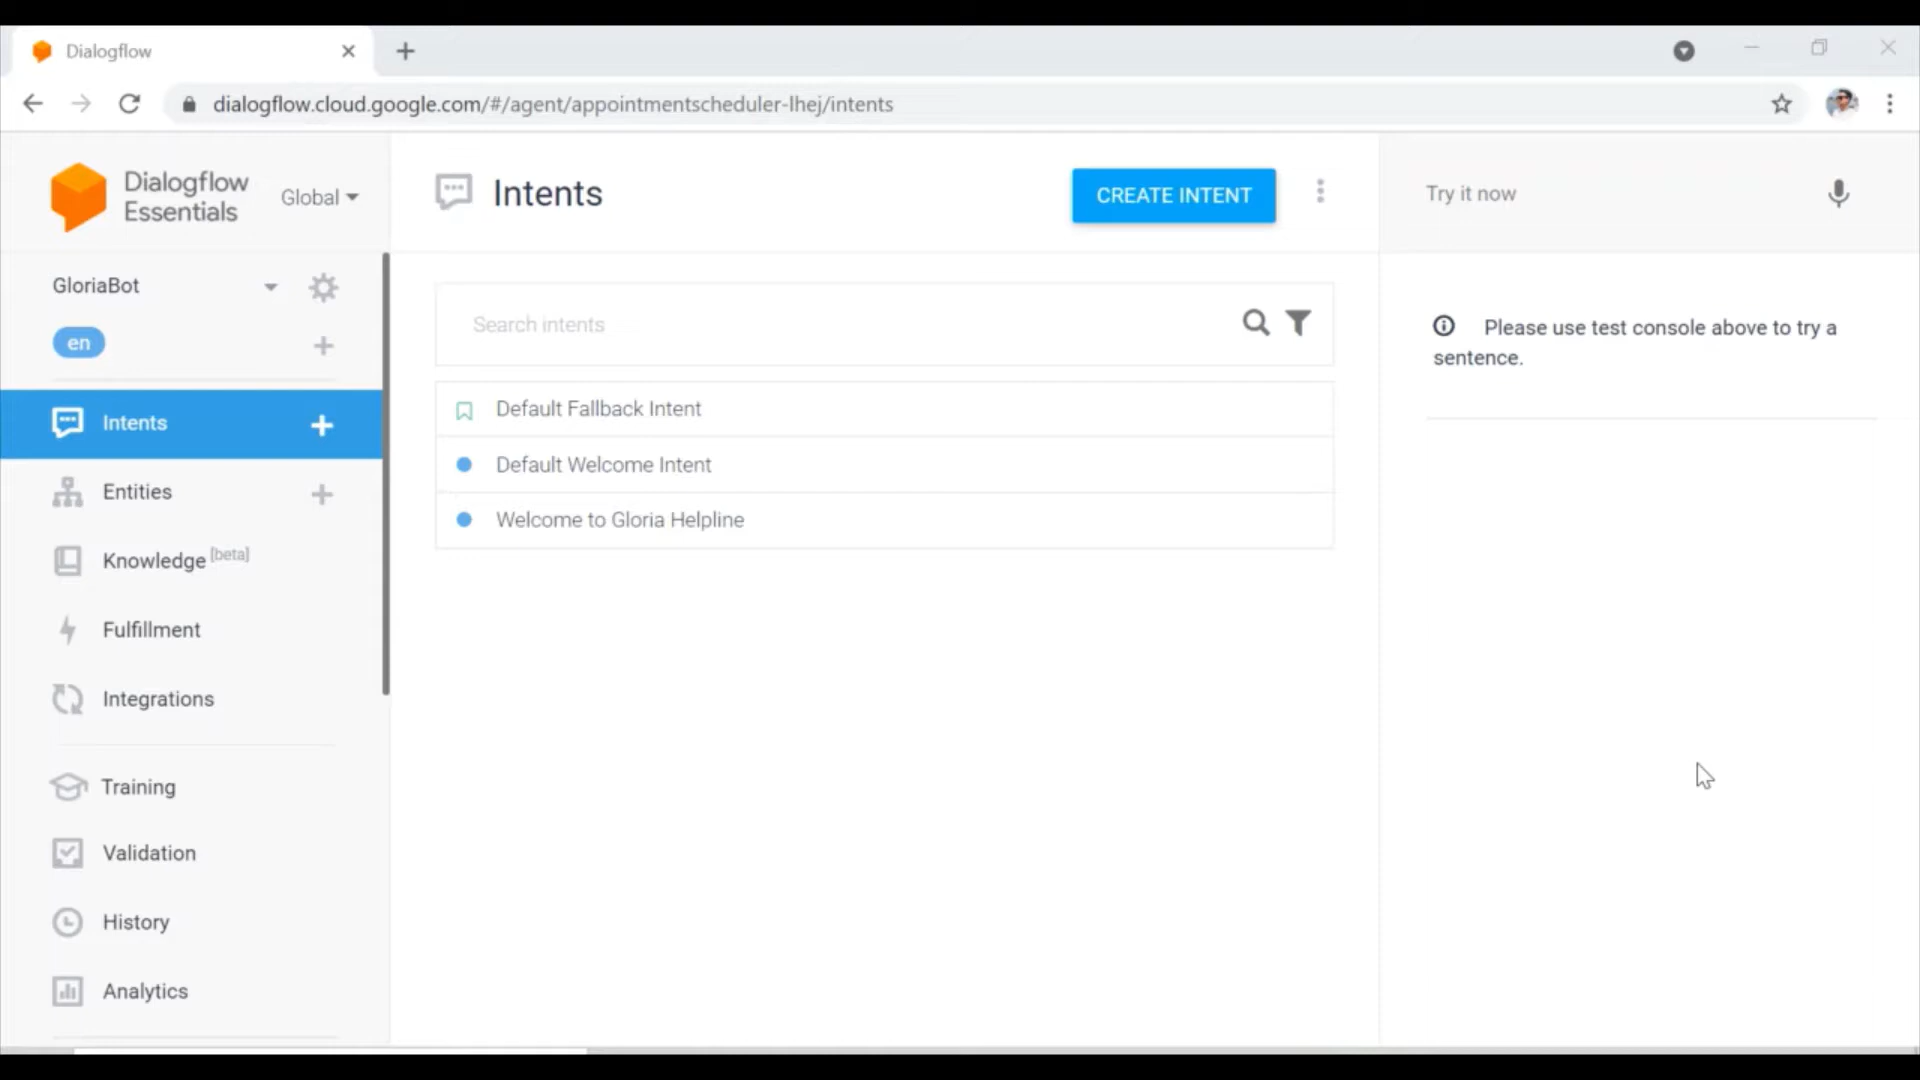 Dialogflow
dialogflow.cloud.google.com/#/agent/appointmentscheduler-lhej/intents
Dialogflow
Essentials
Global
GloriaBot
en
Intents
Entities
Knowledge [beta]
Fulfillment
Integrations
Training
Validation
History
Analytics
Intents
CREATE INTENT
Search intents
Default Fallback Intent
Default Welcome Intent
Welcome to Gloria Helpline
Try it now
Please use test console above to try a
sentence.